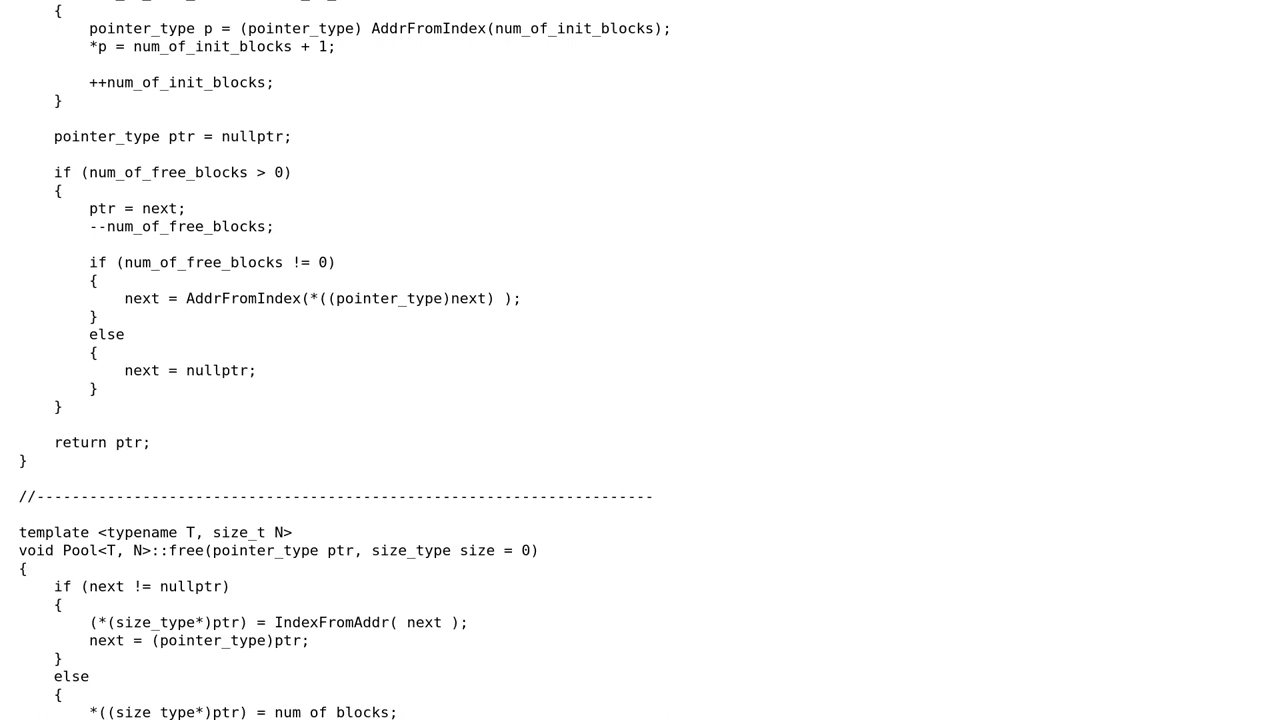 {
pointer_type p = (pointer_type) AddrFromIndex(num_of_init_blocks);
*p = num_of_init_blocks + 1;
++num_of_init_blocks;
}
pointer_type ptr = nullptr;
if (num_of_free_blocks > 0)
{
ptr = next;
--num_of_free_blocks;
if (num_of_free_blocks != 0)
{
next = AddrFromIndex(*((pointer_type)next) );
}
else
{
next = nullptr;
}
}
return ptr;
}
//----------------------------------------------------------------------
template <typename T, size_t N>
void Pool<T, N>::free(pointer_type ptr, size_type size = 0)
{
if (next != nullptr)
{
(*(size_type*)ptr) = IndexFromAddr( next );
next = (pointer_type)ptr;
}
else
{
*((size_type*)ptr) = num_of_blocks;